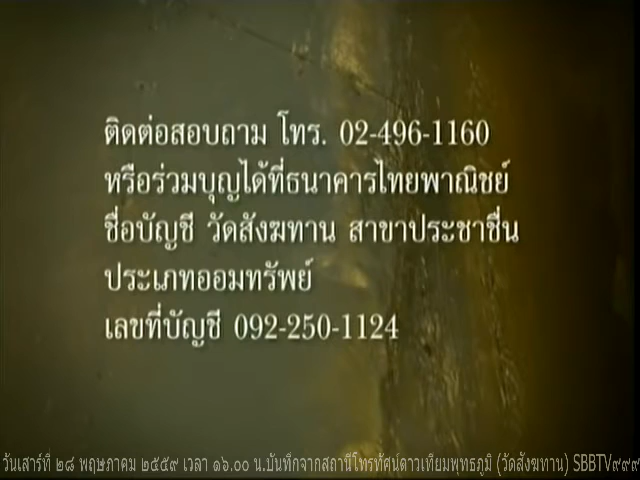 ติดต่อสอบถาม โทร. 02-496-1160
หรือร่วมบุญได้ที่ธนาคารไทยพาณิชย์
ชื่อบัญชี วัดสังฆทาน สาขาประชาชื่น
ประเภทออมทรัพย์
เลขที่บัญชี 092-250-1124
วันเสาร์ที่ ๒๘ พฤษภาคม ๒๕๕๙ เวลา ๑๖.๐๐ น.บันทึกจากสถานีโทรทัศน์ดาวเทียมพุทธภูมิ (วัดสังฆทาน) SBBTV๙๙๙